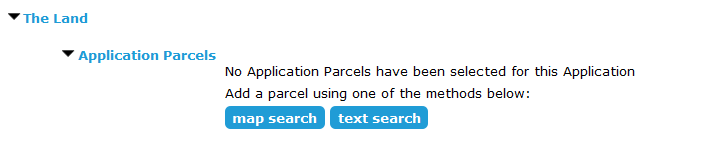 The Land
Application Parcels
No Application Parcels have been selected for this Application
Add a parcel using one of the methods below:
map search text search